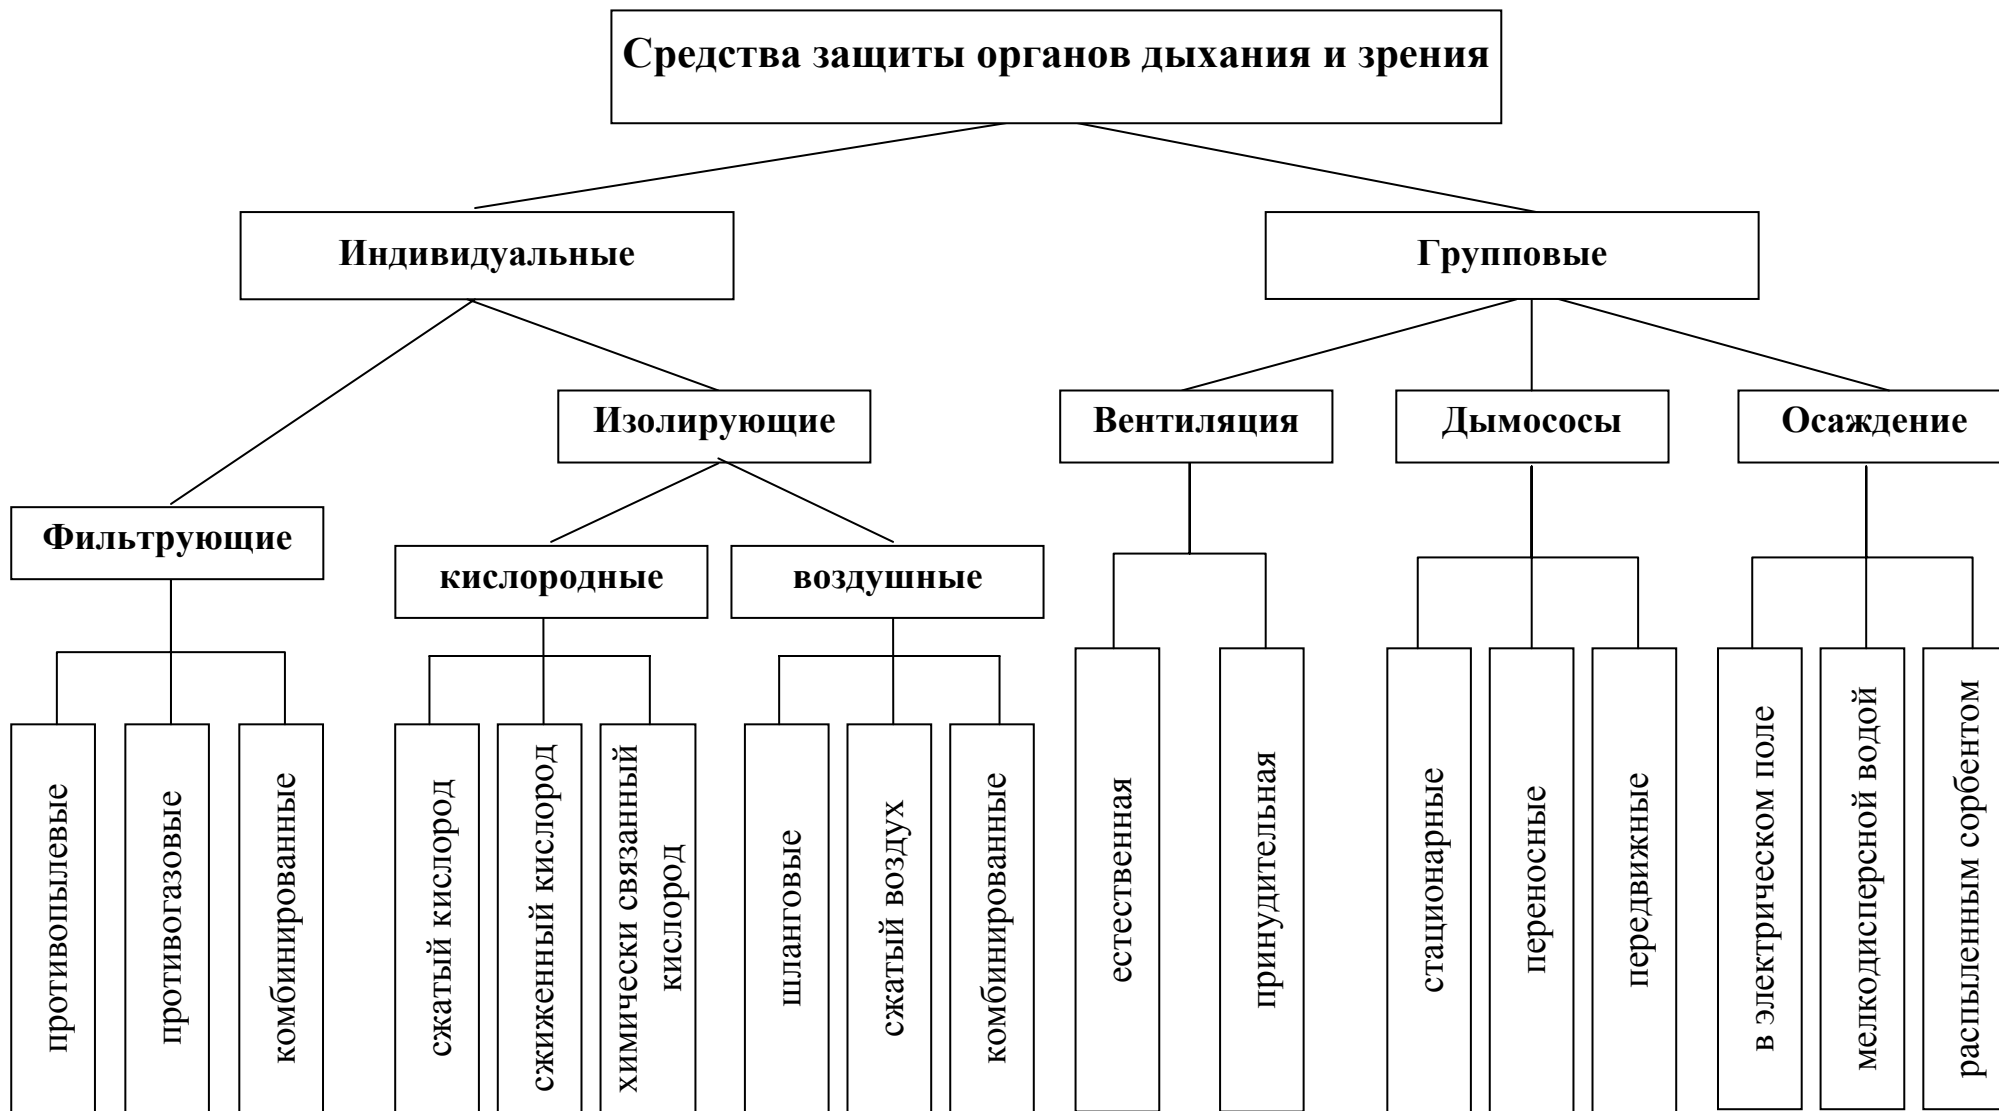 Средства защиты органов дыхания и зрения
Индивидуальные
Групповые
Изолирующие
Вентиляция
Дымососы
Осаждение
Фильтрующие
кислородные
воздушные
противопылевые
противогазовые
комбинированные
сжатый кислород
сжиженный кислород
химически связанный
кислород
шланговые
сжатый воздух
комбинированные
естественная
принудительная
стационарные
переносные
передвижные
в электрическом поле
мелкодисперсной водой
распыленным сорбентом